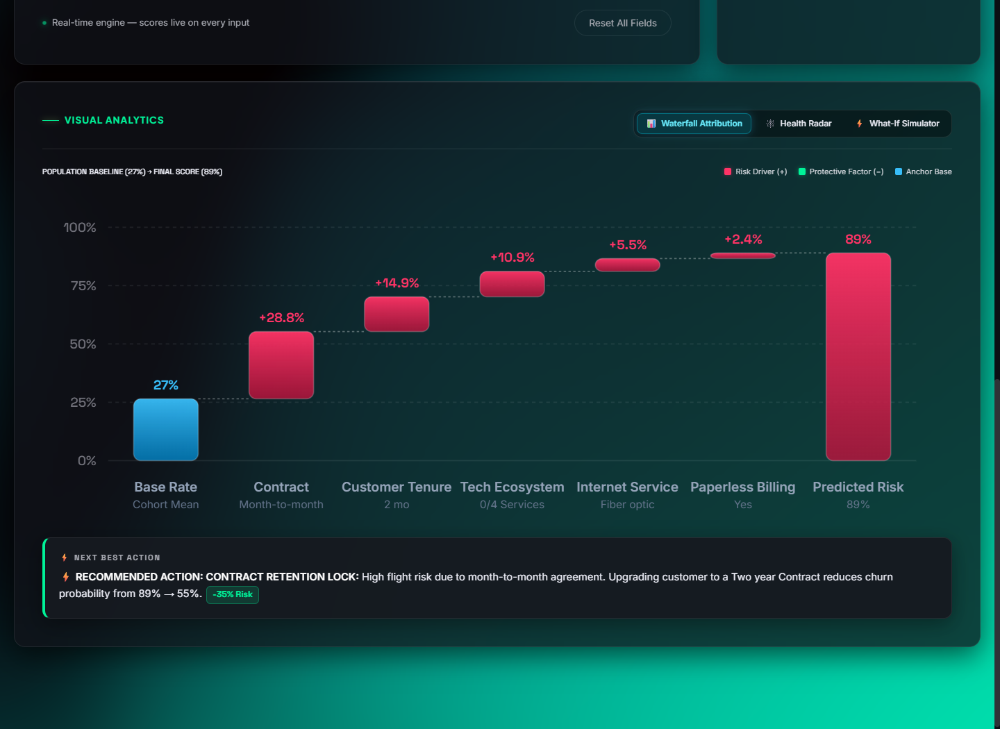 Real-time engine — scores live on every input
Reset All Fields
VISUAL ANALYTICS
Waterfall Attribution
Health Radar
What-If Simulator
POPULATION BASELINE (27%) → FINAL SCORE (89%)
Risk Driver (+)
Protective Factor (−)
Anchor Base
100%
75%
50%
25%
0%
27%
+28.8%
+14.9%
+10.9%
+5.5%
+2.4%
89%
Base Rate
Cohort Mean
Contract
Month-to-month
Customer Tenure
2 mo
Tech Ecosystem
0/4 Services
Internet Service
Fiber optic
Paperless Billing
Yes
Predicted Risk
89%
NEXT BEST ACTION
RECOMMENDED ACTION: CONTRACT RETENTION LOCK: High flight risk due to month-to-month agreement. Upgrading customer to a Two year Contract reduces churn
probability from 89% → 55%. -35% Risk